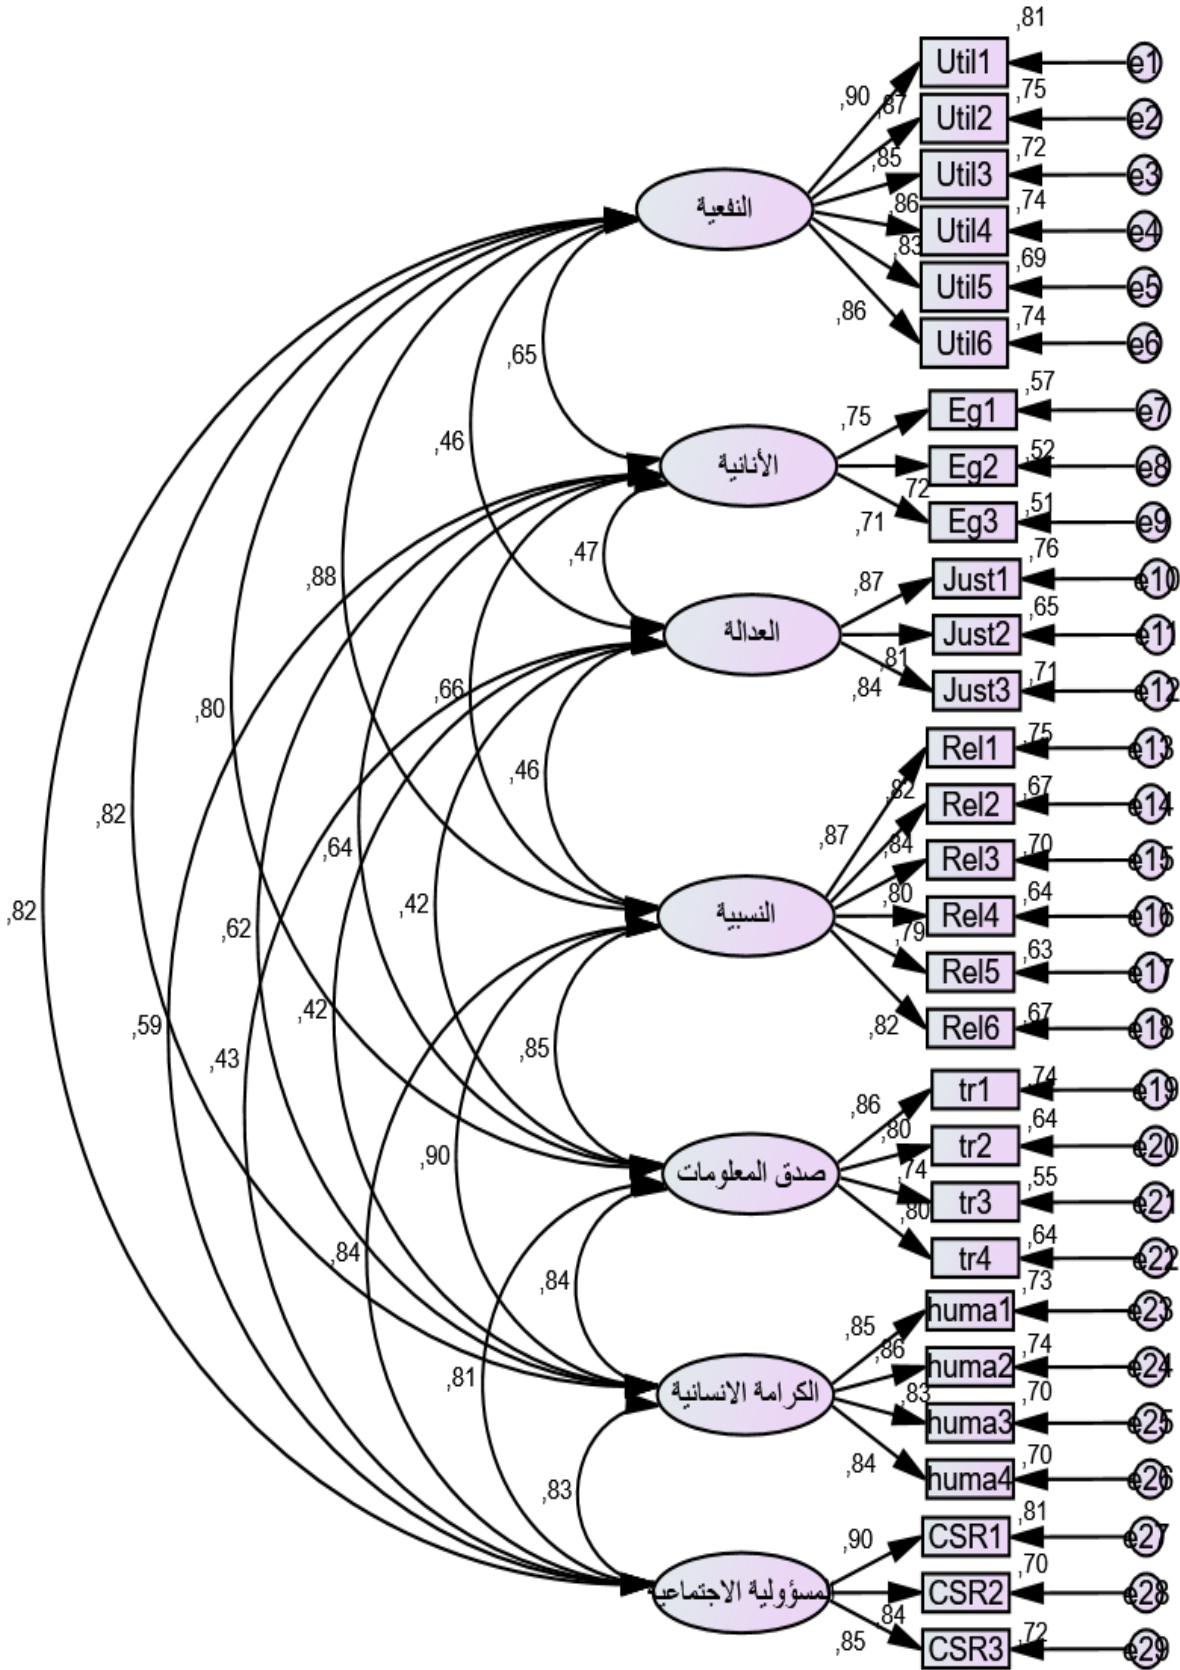 ,81
Util1 e1
,90 ,75
,87 Util2 e2
,72
,85 Util3 e3
,74
النفعية
,86 Util4 e4
,69
,83 Util5 e5
,74
,86 Util6 e6
,65
,57
,75 Eg1 e7
,46
,52
الأنانية
Eg2 e8
,72 ,51
,71 Eg3 e9
,47
,76
,88
,87 Just1 e10
,65
العدالة
Just2 e11
,81 ,71
,84 Just3 e12
,66
,80
,75
Rel1 e13
,46
,82 ,67
Rel2 e14
,82
,87
,84 ,70
Rel3 e15
,64
,80 ,64
,42
النسبية
Rel4 e16
,82
,62
,79 ,63
Rel5 e17
,42
,67
,82 Rel6 e18
,59
,85
,43
,74
,86 tr1 e19
,80 ,64
tr2 e20
,90
,74 ,55
صدق المعلومات
tr3 e21
,80 ,64
tr4 e22
,84
,84
,73
,85 huma1 e23
,86 ,74
huma2 e24
,81
,83 ,70
الكرامة الانسانية
huma3 e25
,70
,84 huma4 e26
,83
,81
,90 CSR1 e27
,70
مسؤولية الاجتماعية
CSR2 e28
,84 ,72
,85 CSR3 e29